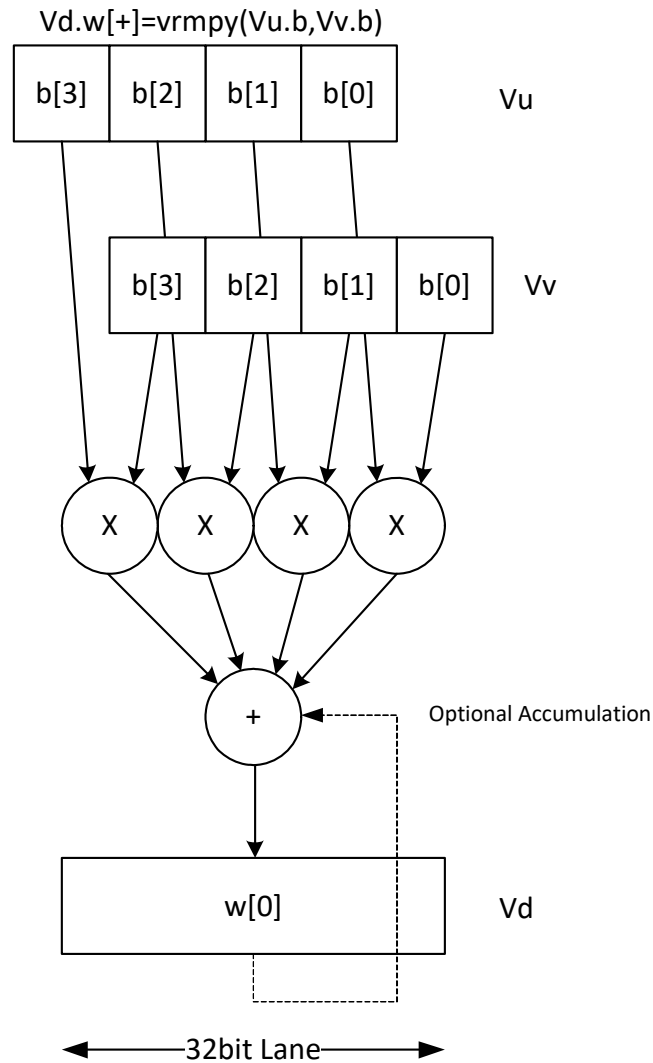 Vd.w[+]=vrmpy(Vu.b,Vv.b)
b[3] b[2] b[1] b[0] Vu
b[3] b[2] b[1] b[0] Vv
X X X X
+ Optional Accumulation
w[0] Vd
32bit Lane